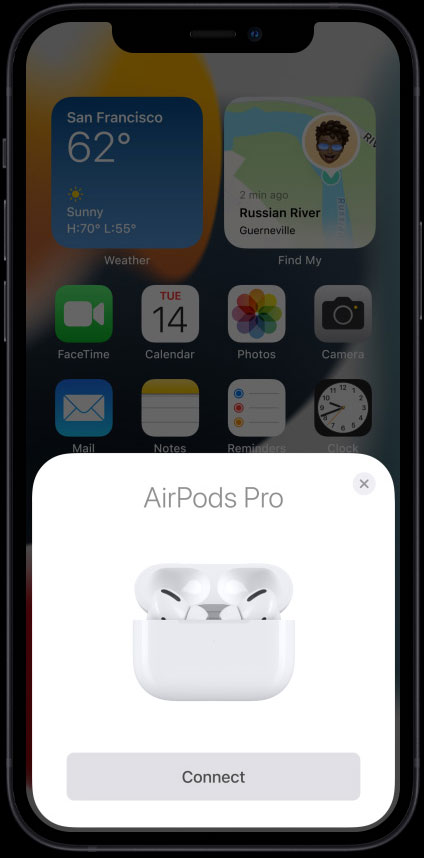 San Francisco
62°
Sunny
H:70° L:55°
Weather
2 min ago
Russian River
Guerneville
Find My
FaceTime
TUE
14
Calendar
Photos
Camera
Mail
Notes
Reminders
12
Clock
AirPods Pro
Connect